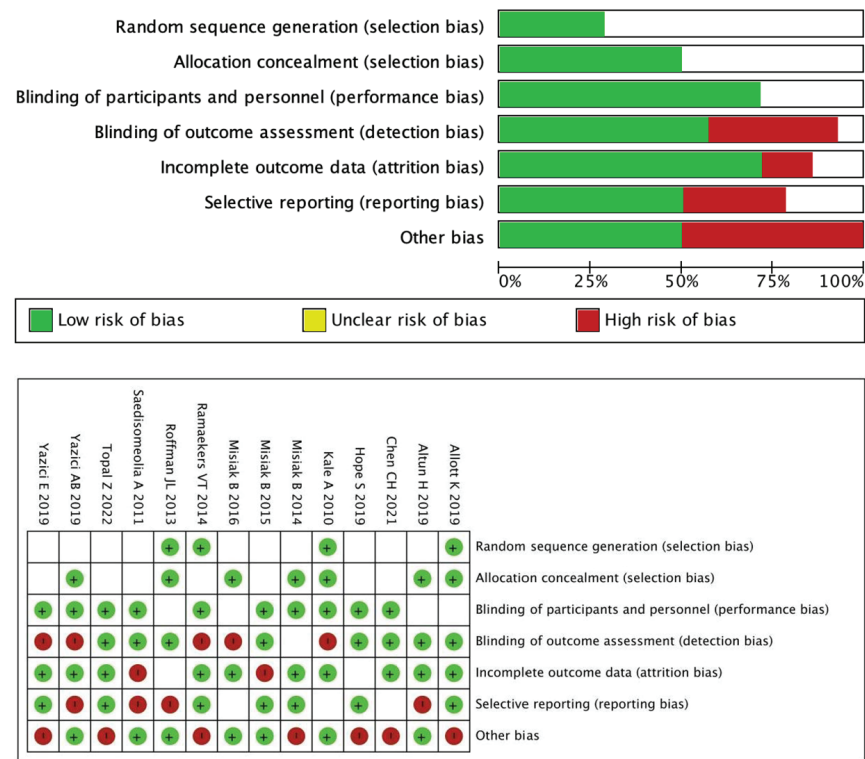 Random sequence generation (selection bias)
Allocation concealment (selection bias)
Blinding of participants and personnel (performance bias)
Blinding of outcome assessment (detection bias)
Incomplete outcome data (attrition bias)
Selective reporting (reporting bias)
Other bias
0% 25% 50% 75% 100%
Low risk of bias Unclear risk of bias High risk of bias
Yazici E 2019
Yazici AB 2019
Topal Z 2022
Saedisomeolia A 2011
Roffman JL 2013
Ramaekers VT 2014
Misiak B 2016
Misiak B 2015
Misiak B 2014
Kale A 2010
Hope S 2019
Chen CH 2021
Altun H 2019
Allott K 2019
+ + + + Random sequence generation (selection bias)
+ + + + + + + Allocation concealment (selection bias)
+ + + + + + + + + + Blinding of participants and personnel (performance bias)
- - + + + - - + - + + + + Blinding of outcome assessment (detection bias)
+ + + - + + - + + + + + Incomplete outcome data (attrition bias)
+ - + - - + + + + - + Selective reporting (reporting bias)
- + - + + - + + - + - - + - Other bias